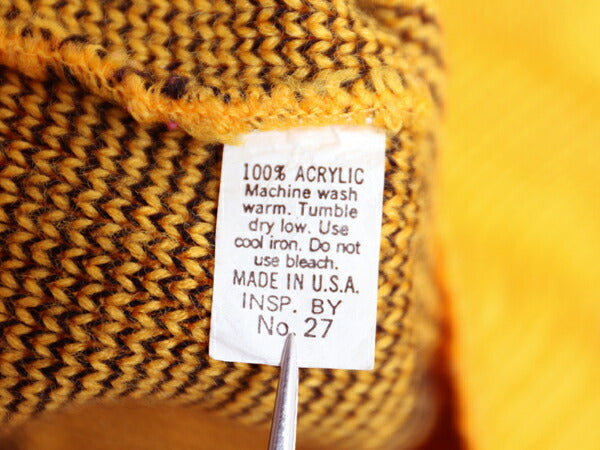 100% ACRYLIC
Machine wash
warm. Tumble
dry low. Use
cool iron. Do not
use bleach.
MADE IN U.S.A.
INSP. BY
No. 27